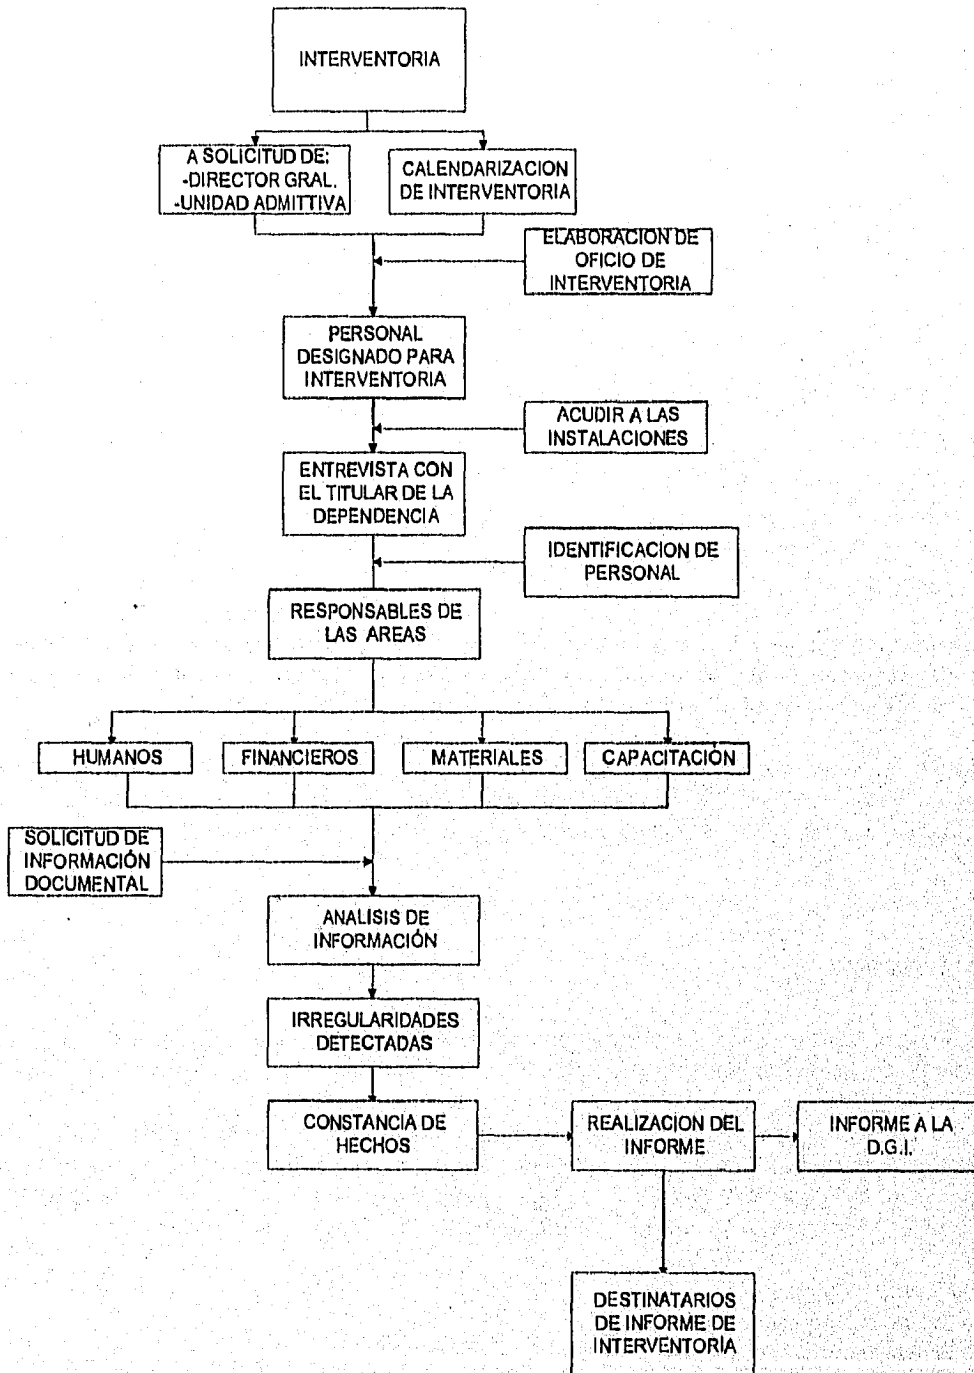 INTERVENTORIA
A SOLICITUD DE:
-DIRECTOR GRAL.
-UNIDAD ADMITTIVA
CALENDARIZACION
DE INTERVENTORIA
ELABORACION DE
OFICIO DE
INTERVENTORIA
PERSONAL
DESIGNADO PARA
INTERVENTORIA
ACUDIR A LAS
INSTALACIONES
ENTREVISTA CON
EL TITULAR DE LA
DEPENDENCIA
IDENTIFICACION DE
PERSONAL
RESPONSABLES DE
LAS AREAS
HUMANOS
FINANCIEROS
MATERIALES
CAPACITACIÓN
SOLICITUD DE
INFORMACIÓN
DOCUMENTAL
ANALISIS DE
INFORMACIÓN
IRREGULARIDADES
DETECTADAS
CONSTANCIA DE
HECHOS
REALIZACION DEL
INFORME
INFORME A LA
D.G.I.
DESTINATARIOS
DE INFORME DE
INTERVENTORÍA